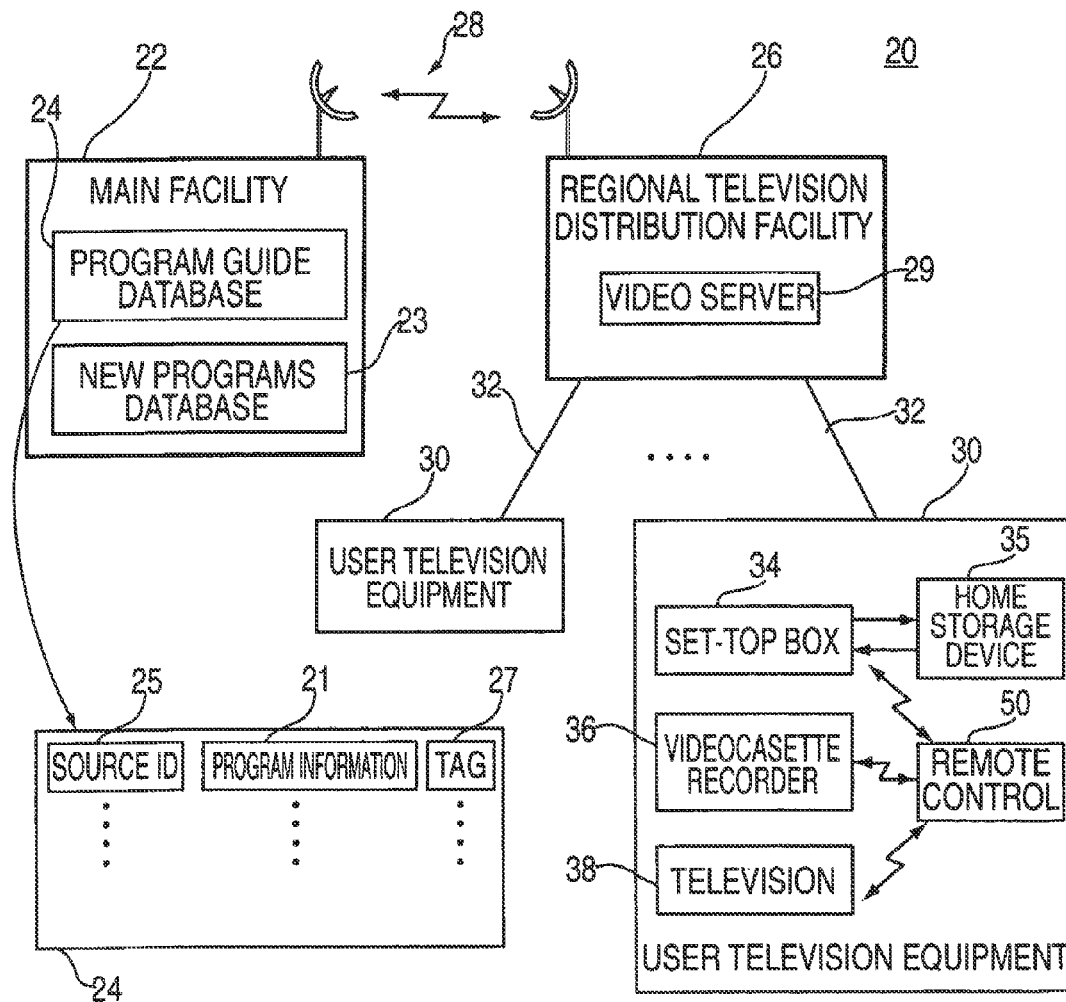 28
20
22
26
24
MAIN FACILITY
PROGRAM GUIDE
DATABASE
23
NEW PROGRAMS
DATABASE
REGIONAL TELEVISION
DISTRIBUTION FACILITY
VIDEO SERVER
29
32
32
30
USER TELEVISION
EQUIPMENT
30
34
SET-TOP BOX
35
HOME
STORAGE
DEVICE
36
VIDEOCASETTE
RECORDER
50
REMOTE
CONTROL
38
TELEVISION
USER TELEVISION EQUIPMENT
25
21
27
SOURCE ID
PROGRAM INFORMATION
TAG
24